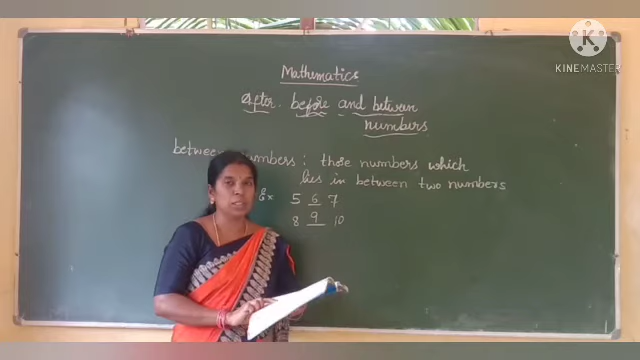 KINEMASTER
Mathematics
After. before and between
numbers
between numbers : those numbers which
lies in between two numbers
Ex 5 6 7
8 9 10